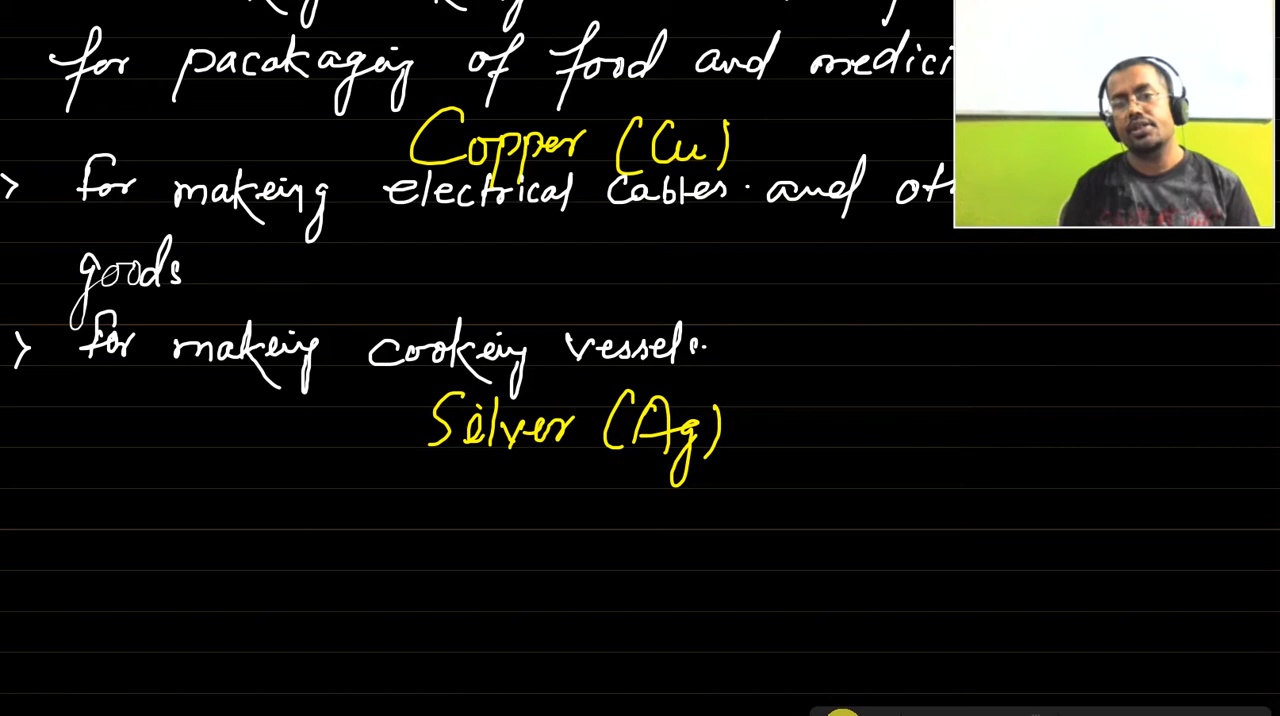 for pacakaging of food and medici
Copper (Cu)
> for makeing electrical cables. and ot
goods
> for makeing cookeing vessels.
Silver (Ag)